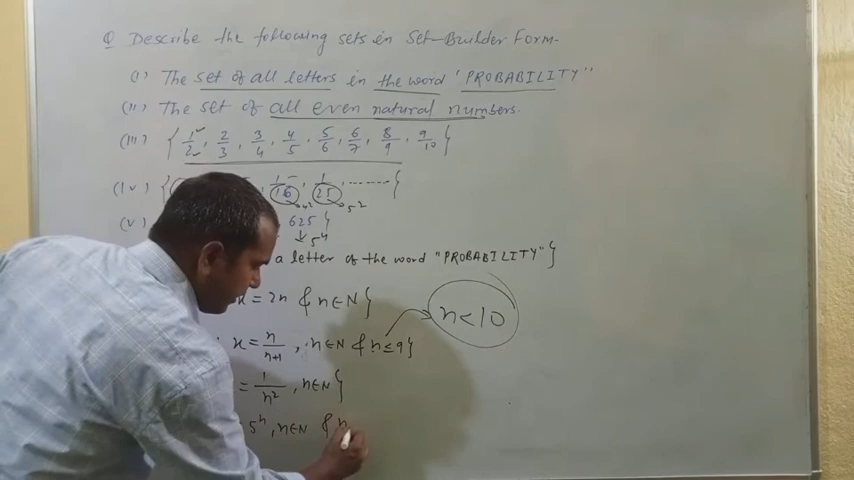 Q Describe the following sets in Set-Builder Form-
(i) The set of all letters in the word "PROBABILITY"
(ii) The set of all even natural numbers.
(iii) { 1/2, 2/3, 3/4, 4/5, 5/6, 6/7, 8/9, 9/10 }
(iv) { 1/16, 1/25, ....... }
4² 5²
(v) 625 }
5⁴
a letter of the word "PROBABILITY" }
x = 2n & n∈N }
x = n/n+1, n∈N & n≤9 } n<10
= 1/n², n∈N }
5ⁿ, n∈N & n